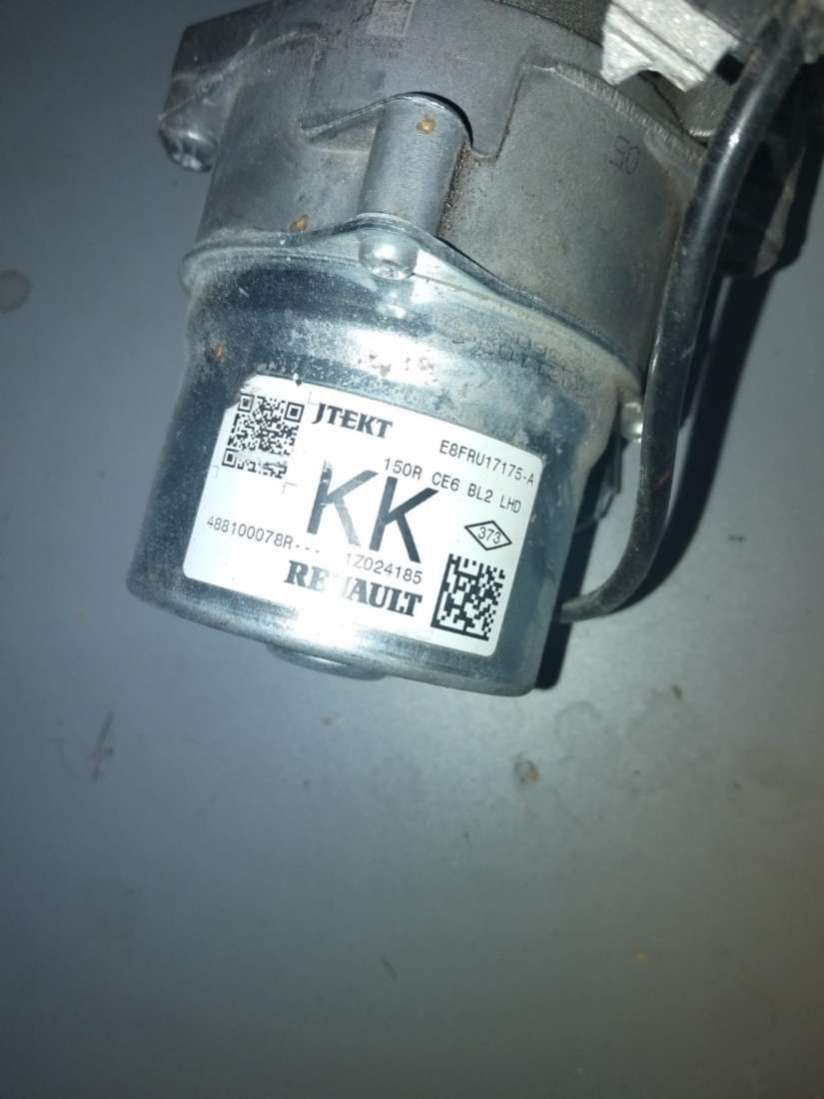 JTEKT
E8FRU17175-A
150R CE6 BL2 LHD
KK
373
488100078R--- 1Z024185
RENAULT